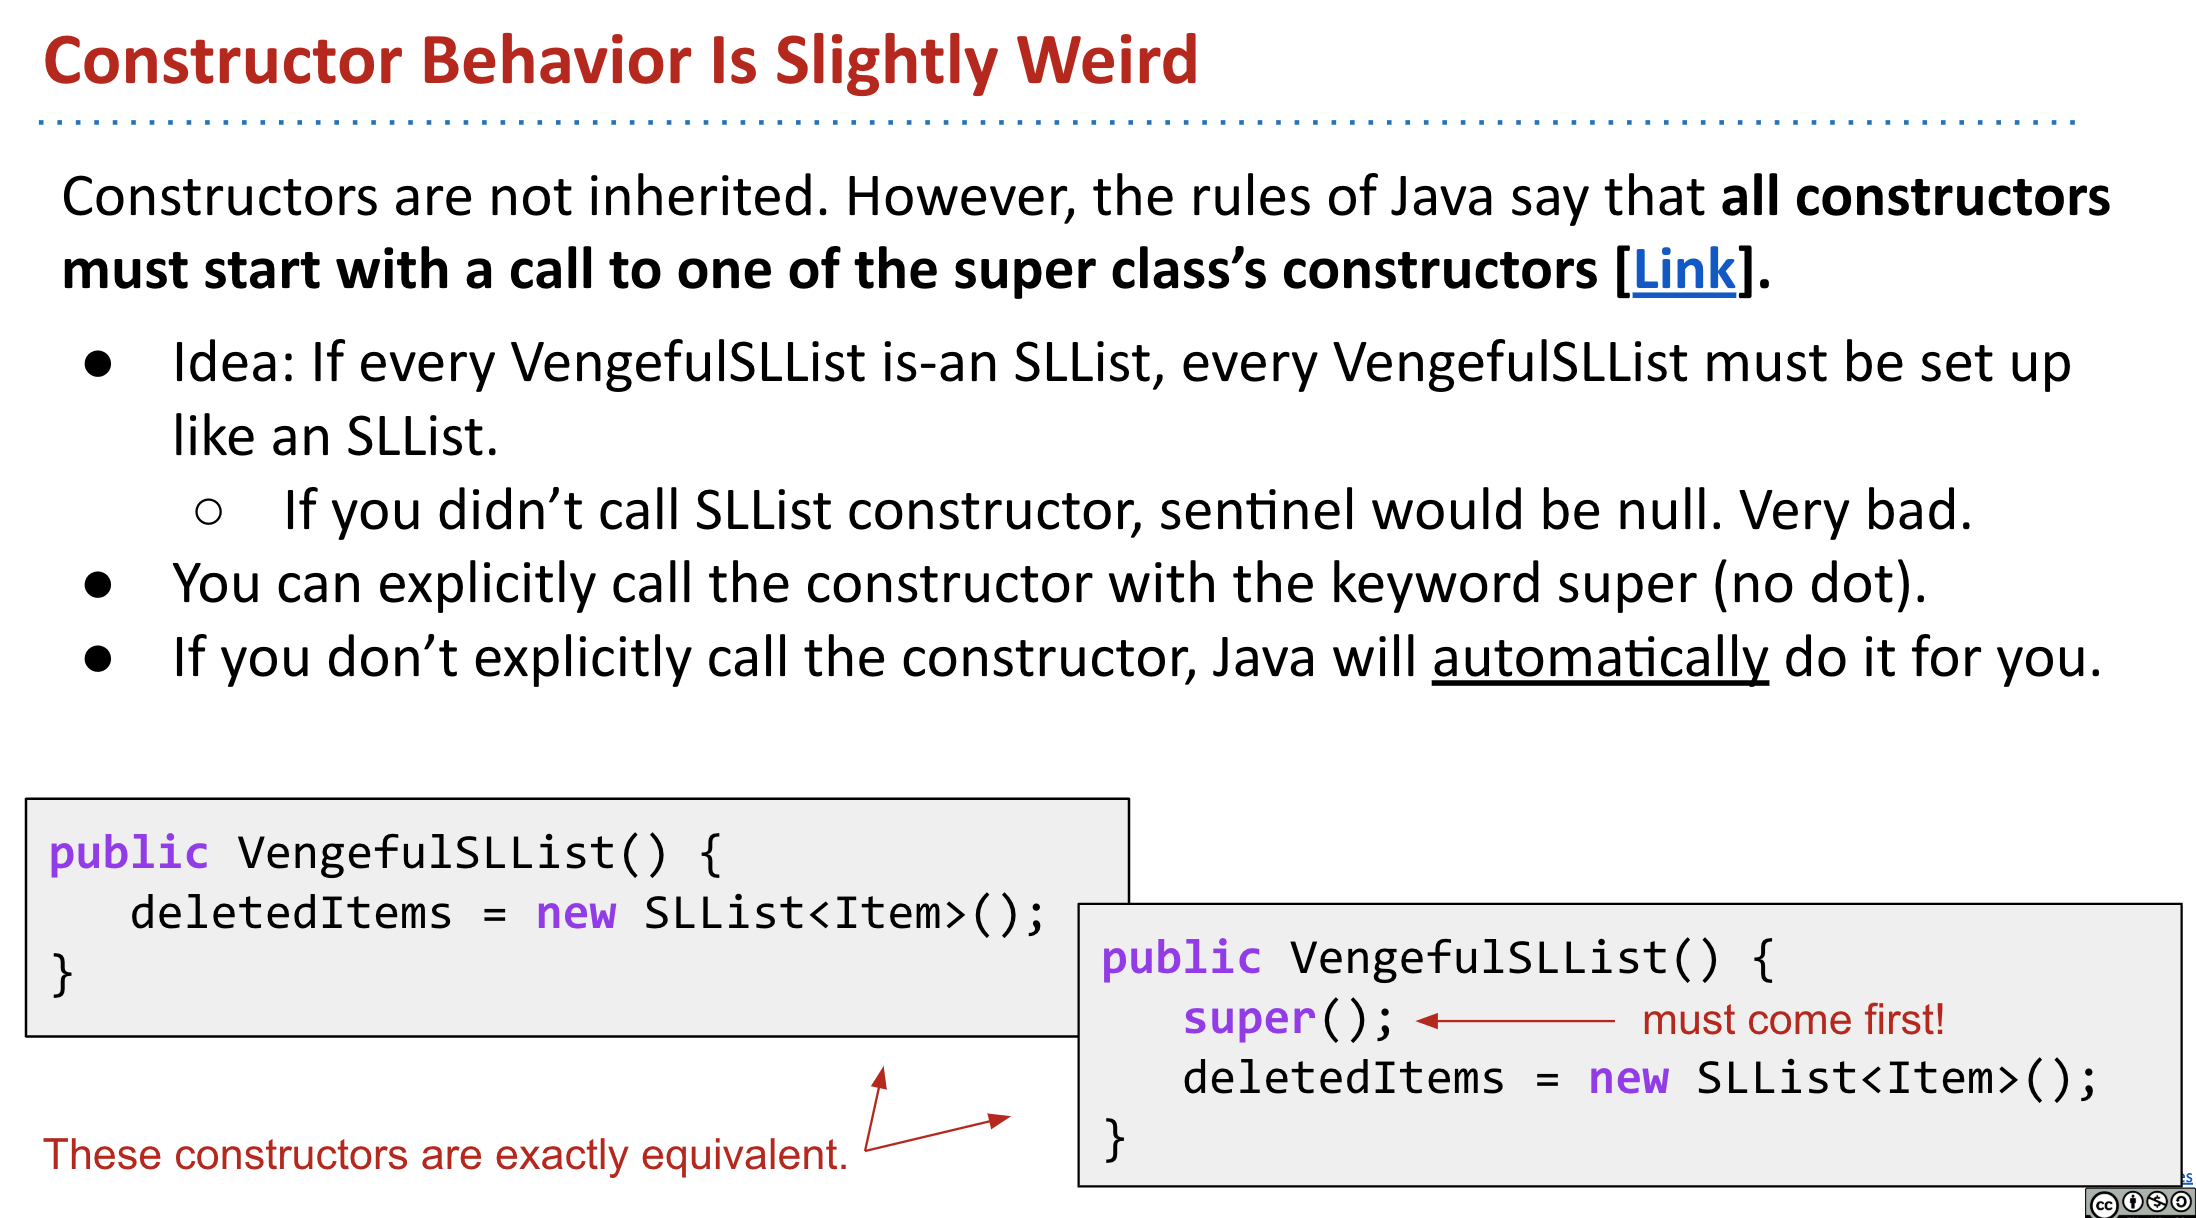 Constructor Behavior Is Slightly Weird
Constructors are not inherited. However, the rules of Java say that all constructors
must start with a call to one of the super class’s constructors [Link].
● Idea: If every VengefulSLList is-an SLList, every VengefulSLList must be set up
like an SLList.
○ If you didn’t call SLList constructor, sentinel would be null. Very bad.
● You can explicitly call the constructor with the keyword super (no dot).
● If you don’t explicitly call the constructor, Java will automatically do it for you.
public VengefulSLList() {
deletedItems = new SLList<Item>();
}
public VengefulSLList() {
super();
must come first!
deletedItems = new SLList<Item>();
}
These constructors are exactly equivalent.
cc